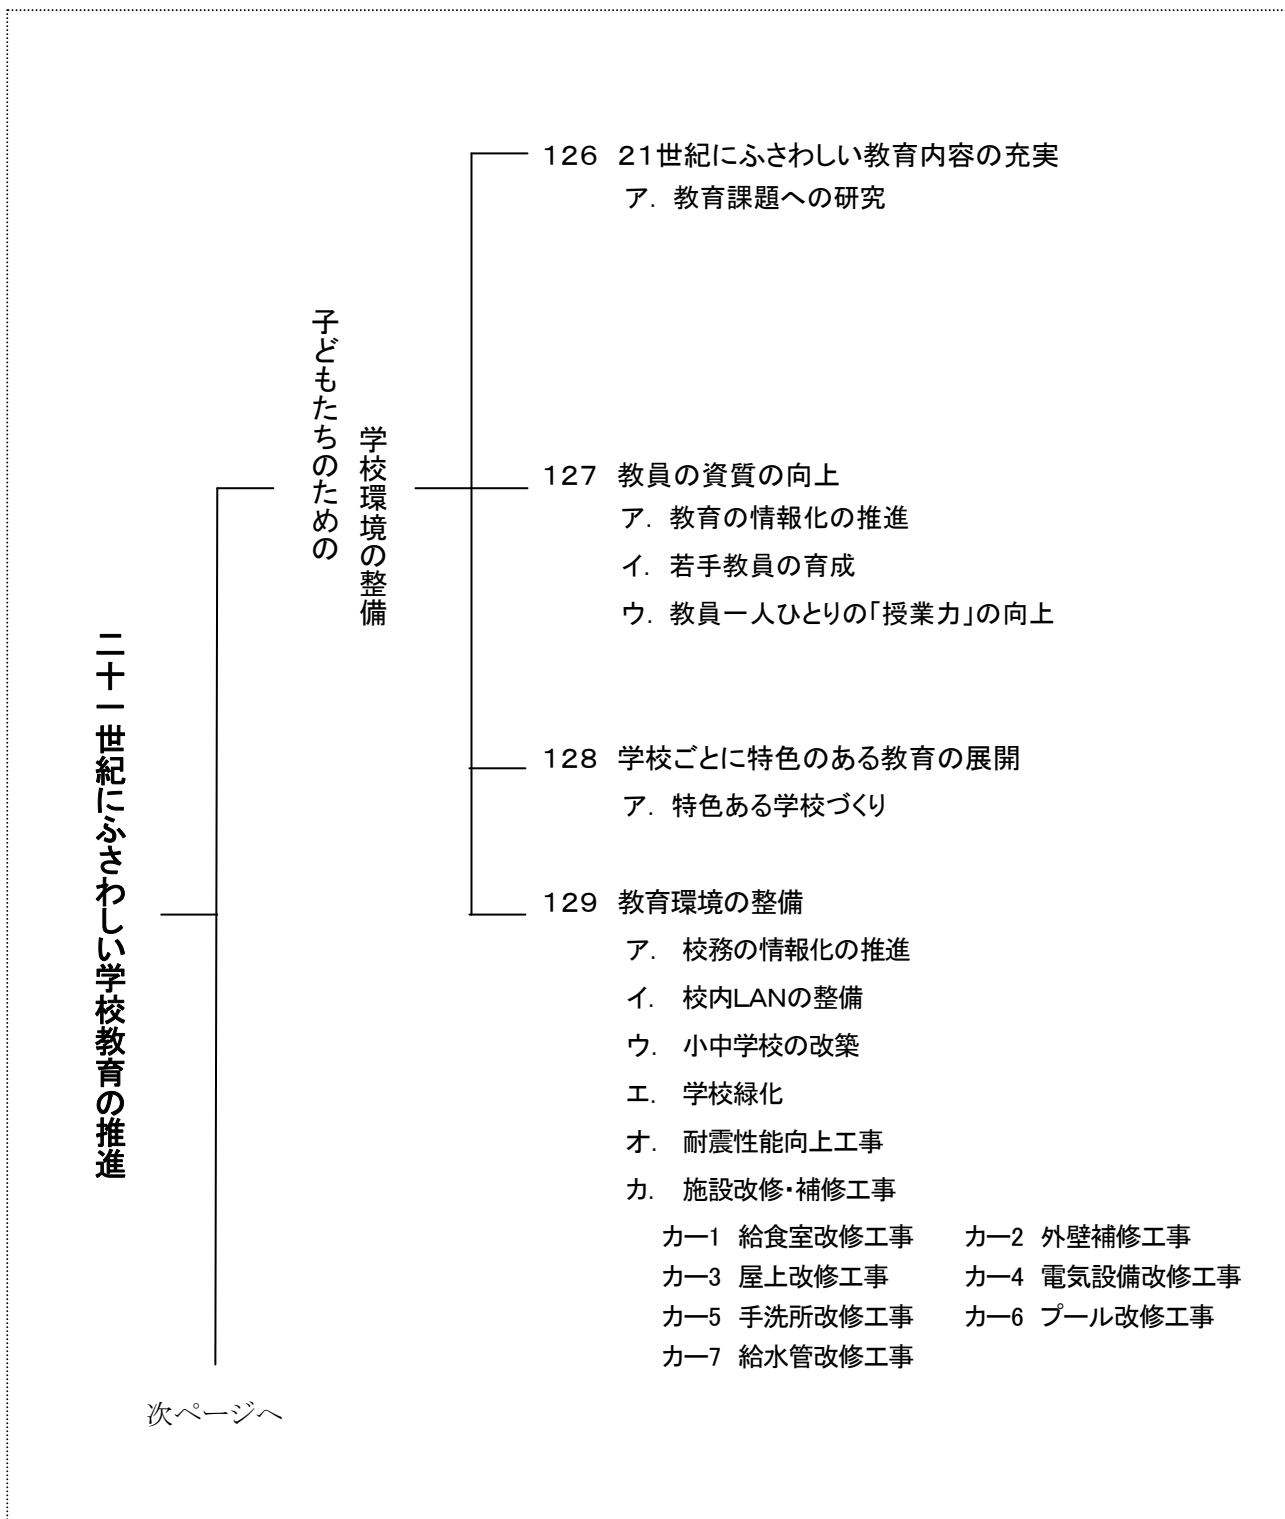 二十一世紀にふさわしい学校教育の推進
子どもたちのための
学校環境の整備
126 21世紀にふさわしい教育内容の充実
ア. 教育課題への研究
127 教員の資質の向上
ア. 教育の情報化の推進
イ. 若手教員の育成
ウ. 教員一人ひとりの「授業力」の向上
128 学校ごとに特色のある教育の展開
ア. 特色ある学校づくり
129 教育環境の整備
ア. 校務の情報化の推進
イ. 校内LANの整備
ウ. 小中学校の改築
エ. 学校緑化
オ. 耐震性能向上工事
カ. 施設改修・補修工事
カー1 給食室改修工事 カー2 外壁補修工事
カー3 屋上改修工事 カー4 電気設備改修工事
カー5 手洗所改修工事 カー6 プール改修工事
カー7 給水管改修工事
次ページへ